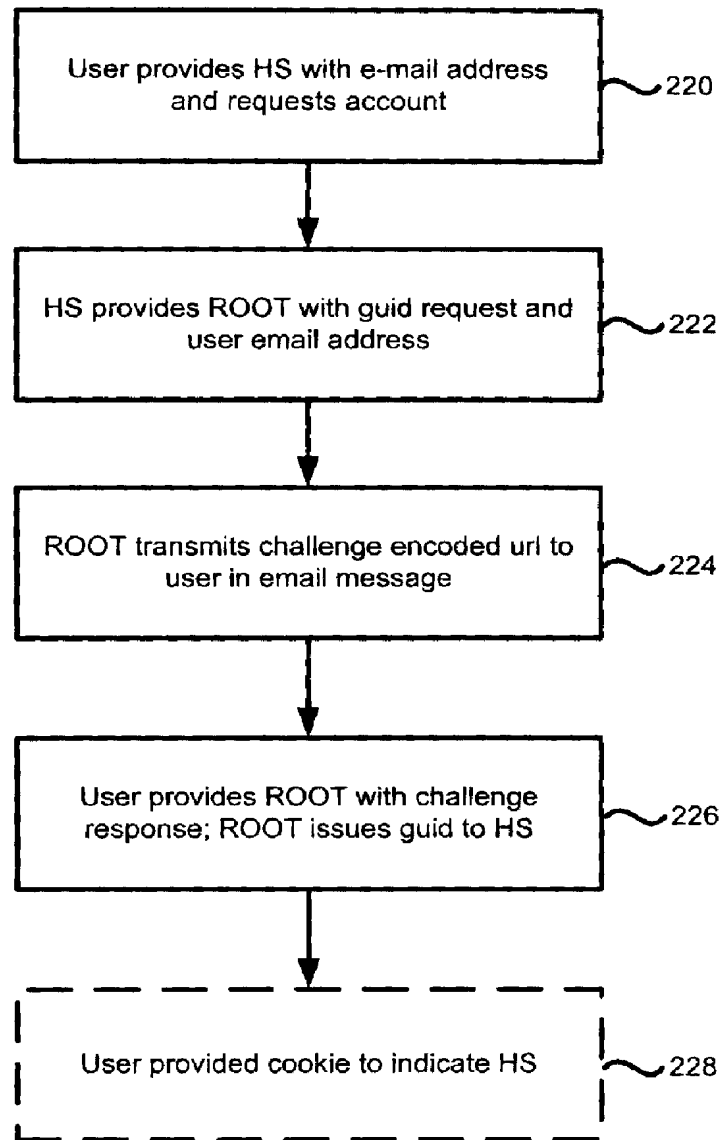 User provides HS with e-mail address
and requests account
220
HS provides ROOT with guid request and
user email address
222
ROOT transmits challenge encoded url to
user in email message
224
User provides ROOT with challenge
response; ROOT issues guid to HS
226
User provided cookie to indicate HS
228